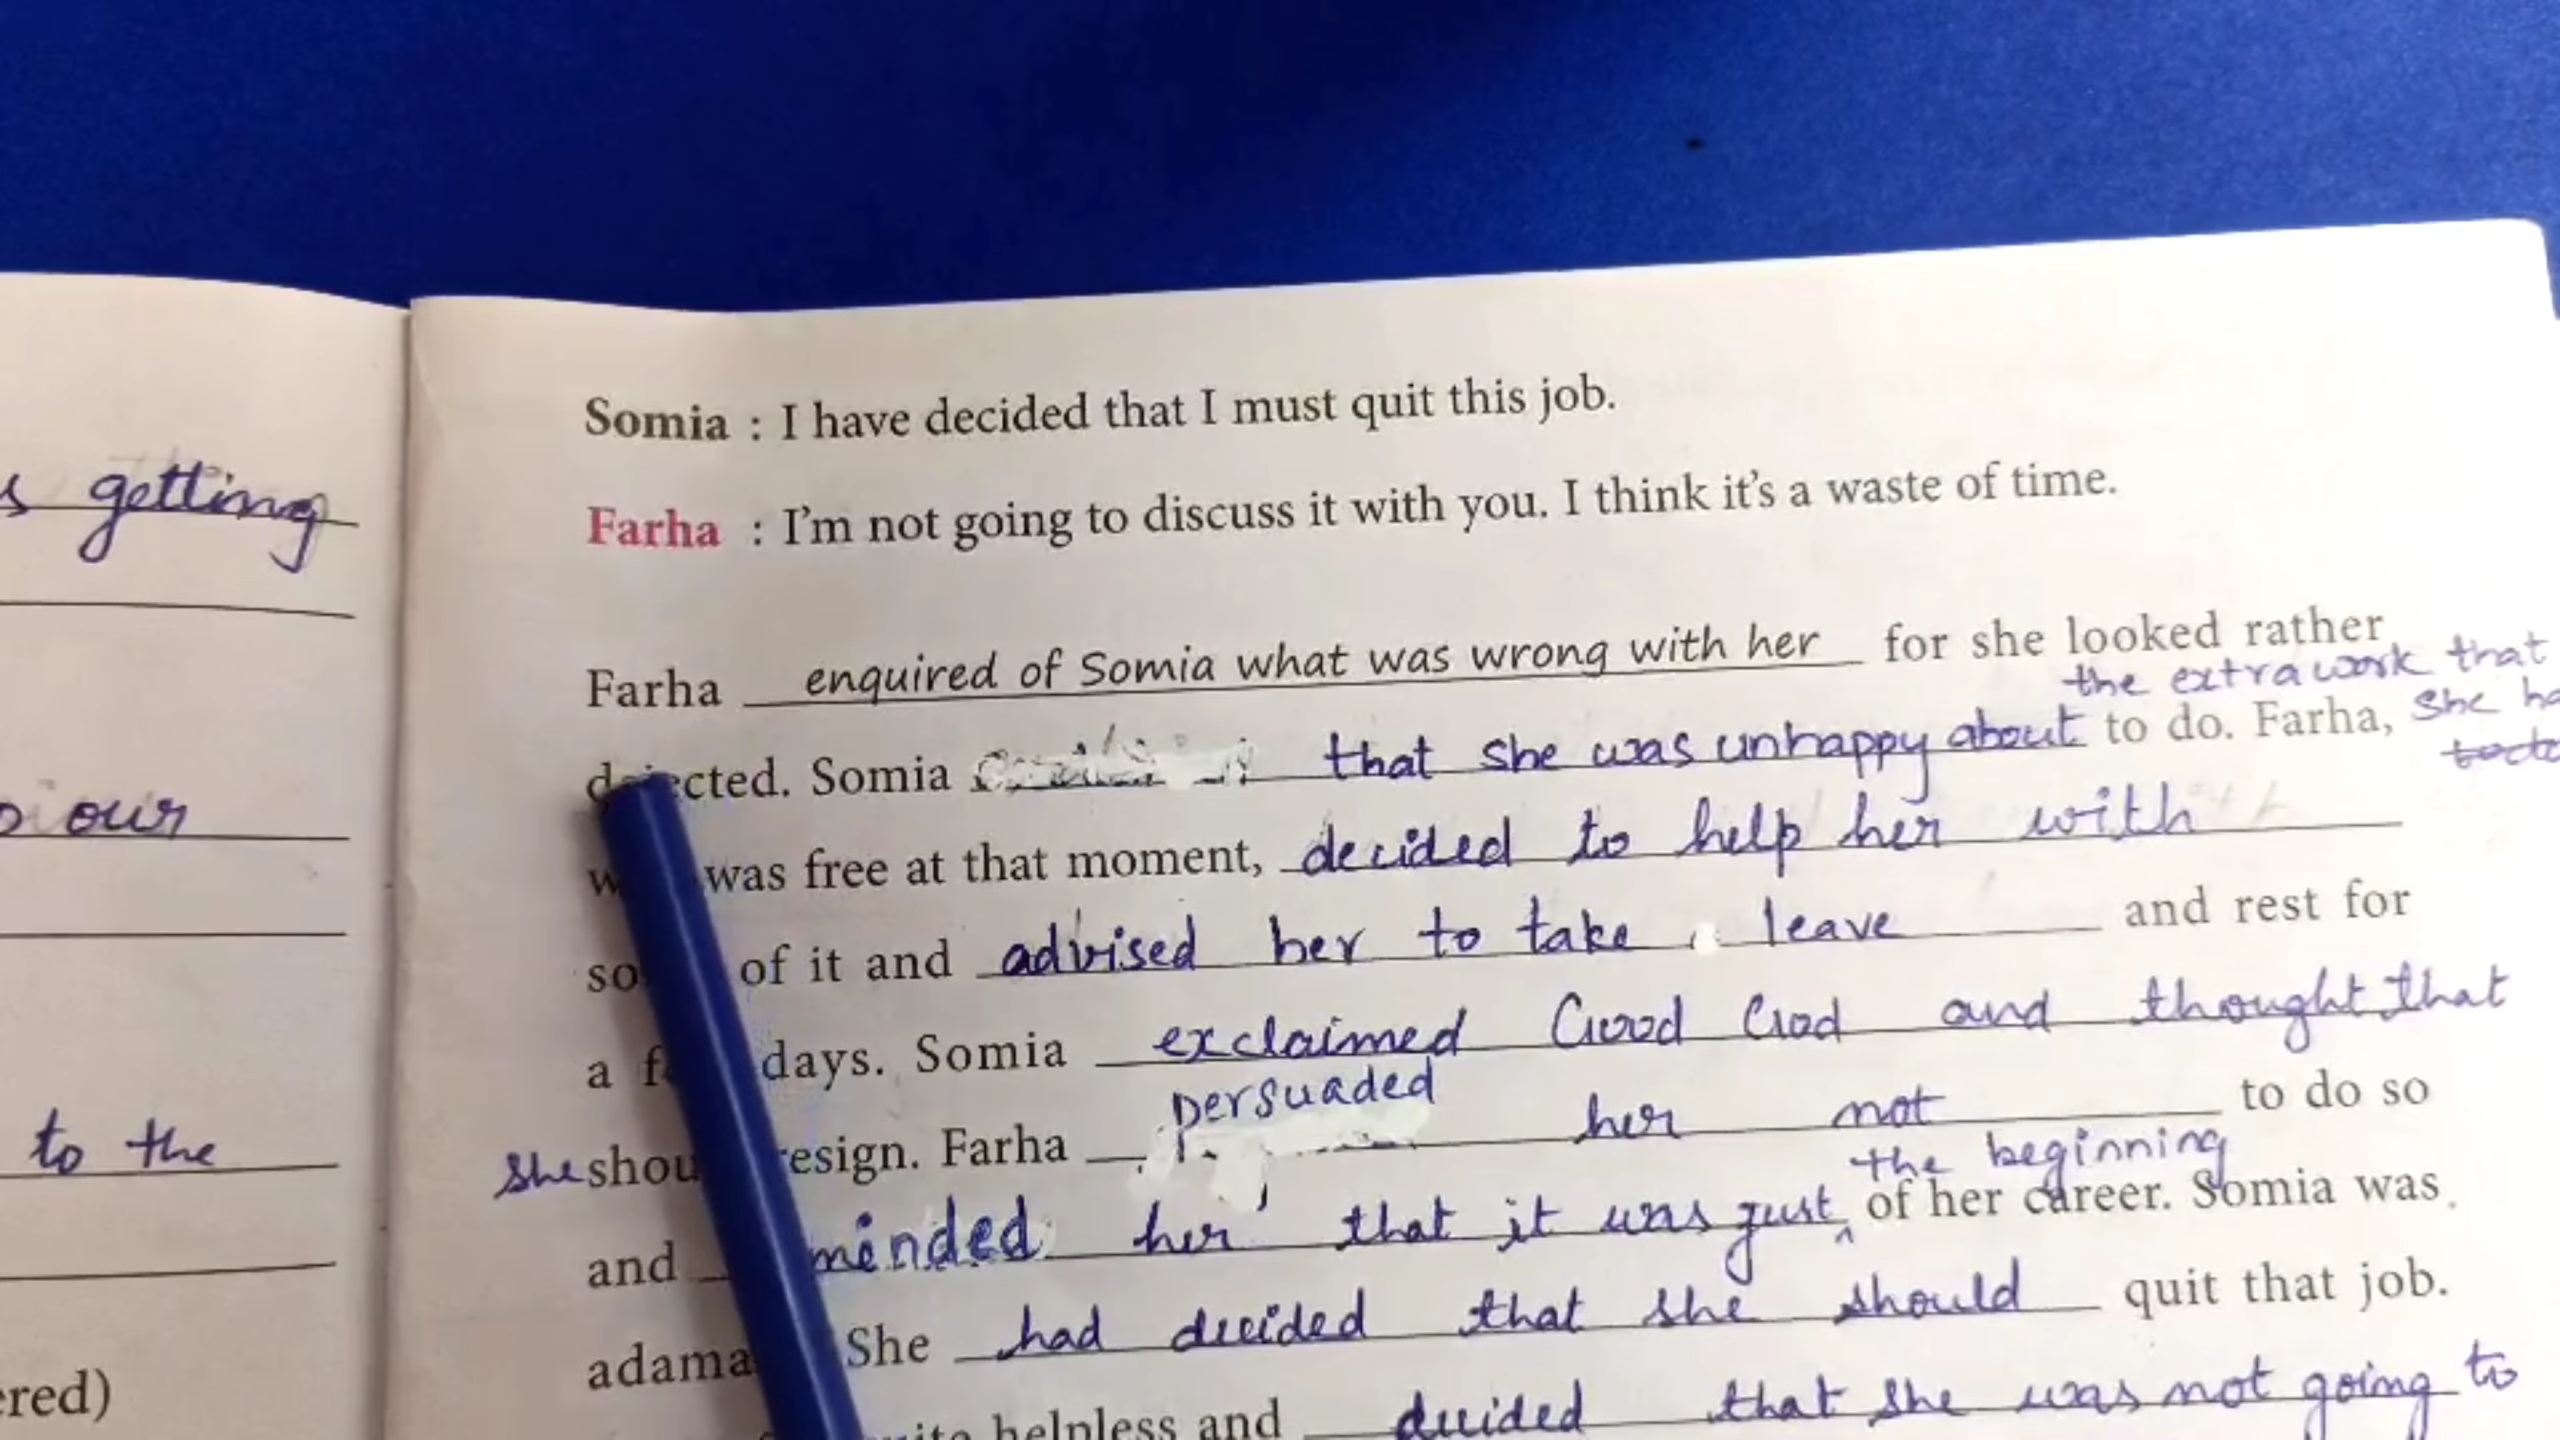 s getting
o our
to the
ered)
Somia : I have decided that I must quit this job.
Farha : I'm not going to discuss it with you. I think it's a waste of time.
Farha enquired of Somia what was wrong with her for she looked rather
the extra work that
dejected. Somia that she was unhappy about to do. Farha, she ha
was free at that moment, decided to help her with
of it and advised her to take leave and rest for
a days. Somia exclaimed Good God and thought that
persuaded
she resign. Farha her not to do so
the beginning
and minded her that it was just of her career. Somia was
She had decided that she should quit that job.
helpless and decided that she was not going to